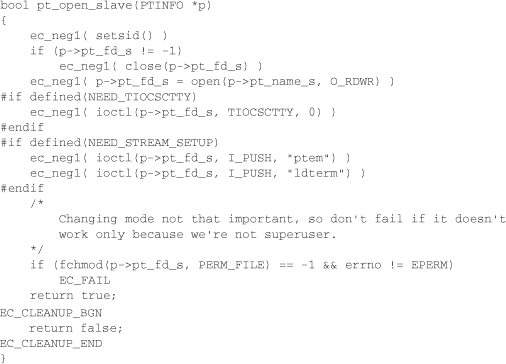 bool pt_open_slave(PTINFO *p)
{
    ec_neg1( setsid() )
    if (p->pt_fd_s != -1)
        ec_neg1( close(p->pt_fd_s) )
    ec_neg1( p->pt_fd_s = open(p->pt_name_s, O_RDWR) )
#if defined(NEED_TIOCSCTTY)
    ec_neg1( ioctl(p->pt_fd_s, TIOCSCTTY, 0) )
#endif
#if defined(NEED_STREAM_SETUP)
    ec_neg1( ioctl(p->pt_fd_s, I_PUSH, "ptem") )
    ec_neg1( ioctl(p->pt_fd_s, I_PUSH, "ldterm") )
#endif
    /*
        Changing mode not that important, so don't fail if it doesn't
        work only because we're not superuser.
    */
    if (fchmod(p->pt_fd_s, PERM_FILE) == -1 && errno != EPERM)
        EC_FAIL
    return true;
EC_CLEANUP_BGN
    return false;
EC_CLEANUP_END
}